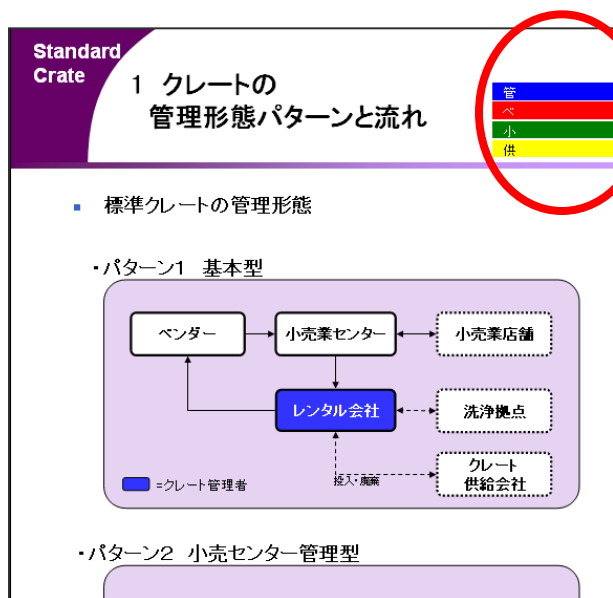 Standard
Crate
1 クレートの
管理形態パターンと流れ
管
ベ
小
供
▪ 標準クレートの管理形態
・パターン1 基本型
ベンダー
小売業センター
小売業店舗
レンタル会社
洗浄拠点
クレート
供給会社
投入・廃棄
=クレート管理者
・パターン2 小売センター管理型